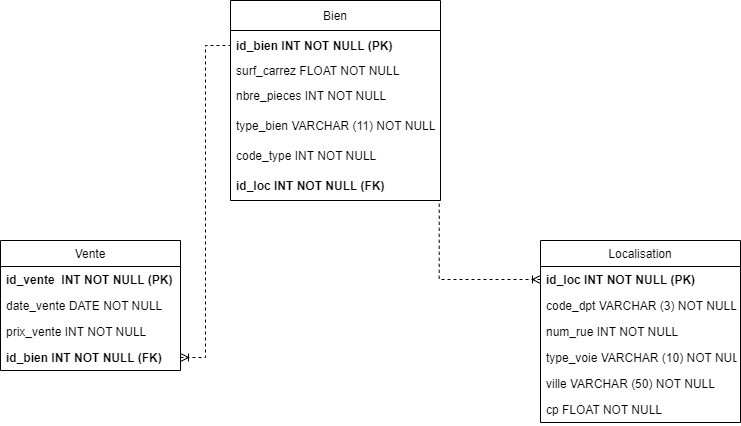 Bien
id_bien INT NOT NULL (PK)
surf_carrez FLOAT NOT NULL
nbre_pieces INT NOT NULL
type_bien VARCHAR (11) NOT NULL
code_type INT NOT NULL
id_loc INT NOT NULL (FK)
Vente
id_vente  INT NOT NULL (PK)
date_vente DATE NOT NULL
prix_vente INT NOT NULL
id_bien INT NOT NULL (FK)
Localisation
id_loc INT NOT NULL (PK)
code_dpt VARCHAR (3) NOT NULL
num_rue INT NOT NULL
type_voie VARCHAR (10) NOT NUL
ville VARCHAR (50) NOT NULL
cp FLOAT NOT NULL